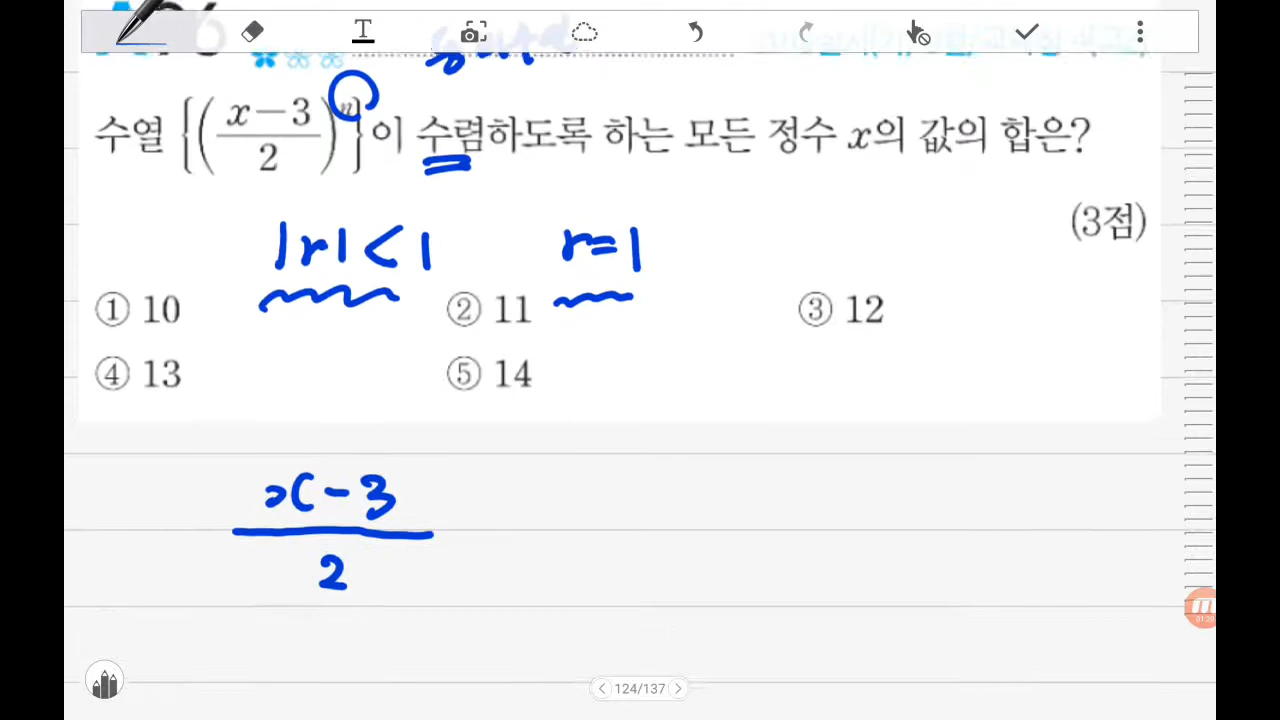 T
수열 {((x-3)/2)^n}이 수렴하도록 하는 모든 정수 x의 값의 합은?
(3점)
|r| < 1 r=1
① 10 ② 11 ③ 12
④ 13 ⑤ 14
x-3
2
01:20
124/137